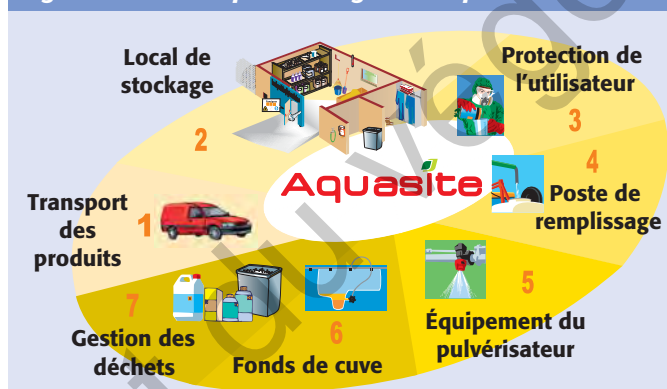 Local de
stockage
2
Protection de
l'utilisateur
3
4
Poste de
remplissage
Aquasite
Transport
des
produits
1
5
Équipement du
pulvérisateur
6
Fonds de cuve
7
Gestion des
déchets